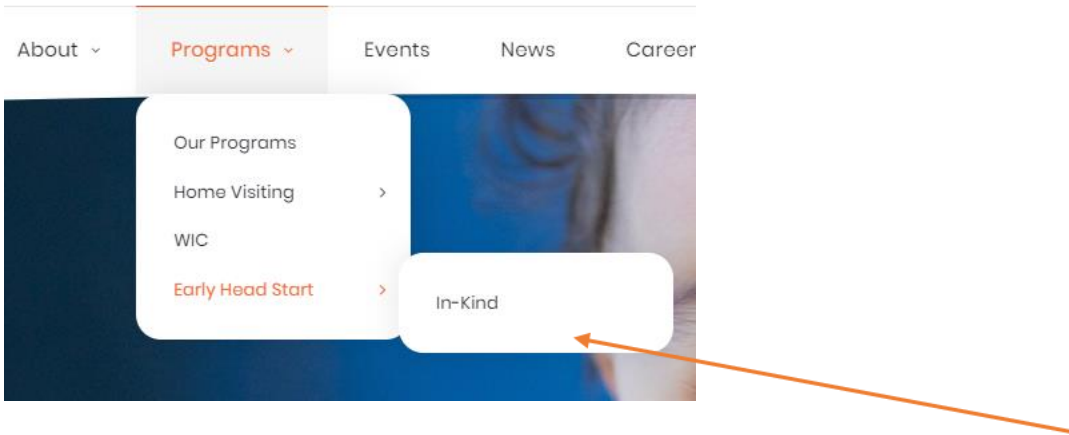 About Programs Events News Career
Our Programs
Home Visiting
WIC
Early Head Start
In-Kind